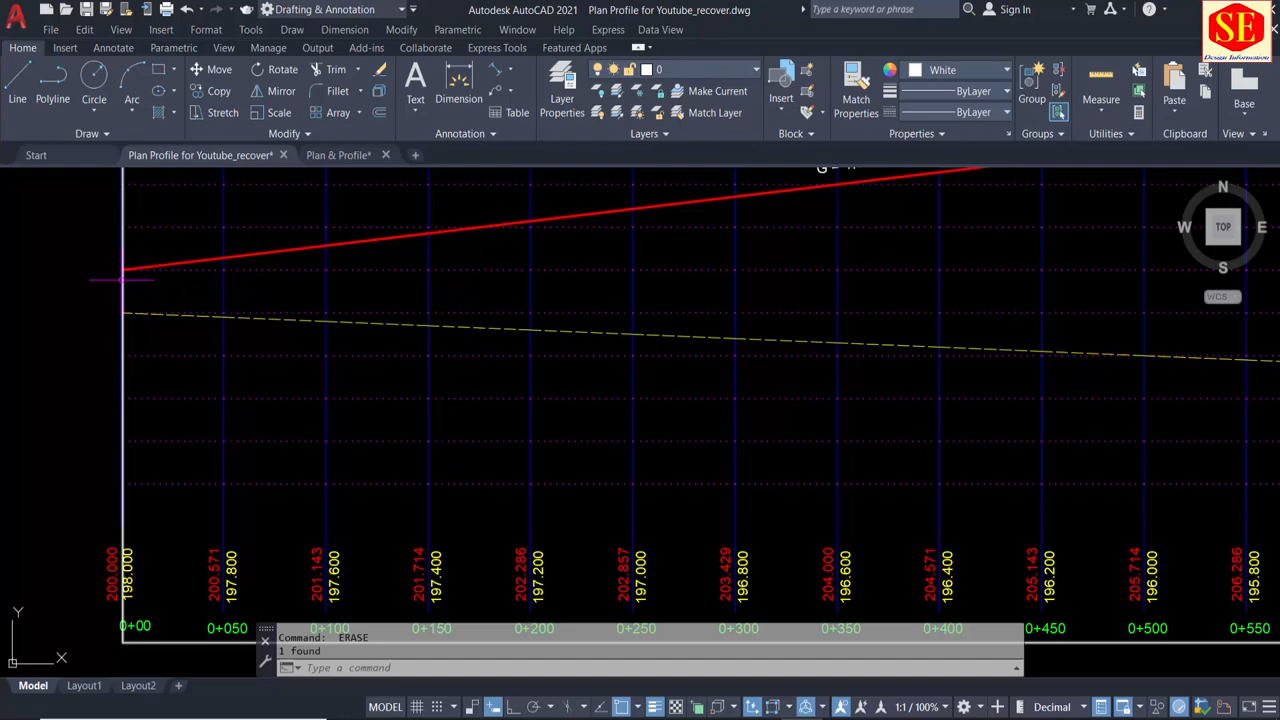 Drafting & Annotation
Autodesk AutoCAD 2021 Plan Profile for Youtube_recover.dwg
Type a keyword or phrase
Sign In
SE
Design Information
File Edit View Insert Format Tools Draw Dimension Modify Parametric Window Help Express Data View
Home Insert Annotate Parametric View Manage Output Add-ins Collaborate Express Tools Featured Apps
Line Polyline Circle Arc
Move Rotate Trim
Copy Mirror Fillet
Stretch Scale Array
Text Dimension Table
Layer Properties
0
Make Current
Match Layer
Insert
Match Properties
White
ByLayer
ByLayer
Group
Measure
Paste
Base
Draw Modify Annotation Layers Block Properties Groups Utilities Clipboard View
Start Plan Profile for Youtube_recover* Plan & Profile*
N
W TOP E
S
WCS
200.000 198.000 200.571 197.800 201.143 197.600 201.714 197.400 202.286 197.200 202.857 197.000 203.429 196.800 204.000 196.600 204.571 196.400 205.143 196.200 205.714 196.000 206.286 195.800
0+00 0+050 0+100 0+150 0+200 0+250 0+300 0+350 0+400 0+450 0+500 0+550
Command: ERASE
1 found
Type a command
Y
X
Model Layout1 Layout2
MODEL 1:1 / 100% Decimal